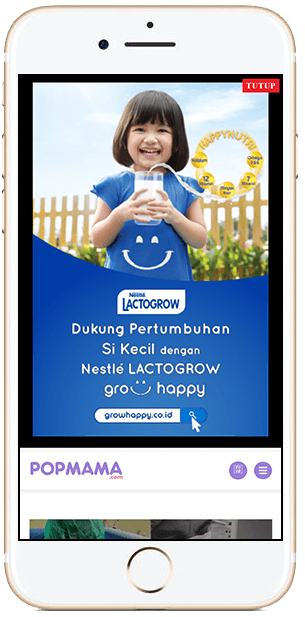 TUTUP
HAPPYNUTRI
Nestlé
LACTOGROW
Dukung Pertumbuhan
Si Kecil dengan
Nestlé LACTOGROW
grow happy
growhappy.co.id
POPMAMA
.com